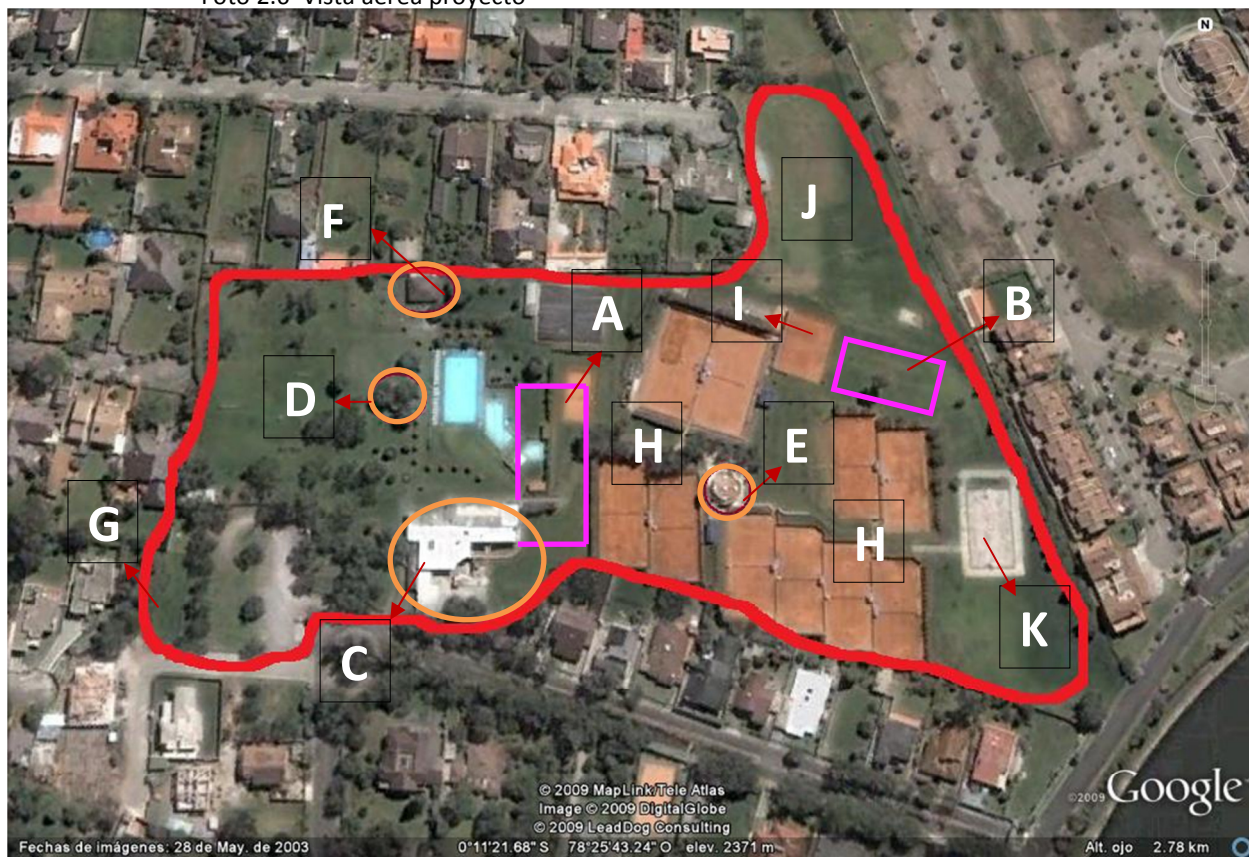 Foto 2.0 Vista aérea proyecto
N
J
F
A
I
B
D
H
E
G
H
K
C
© 2009 MapLink/Tele Atlas
Image © 2009 DigitalGlobe
© 2009 LeadDog Consulting
©2009 Google
Fechas de imágenes: 28 de May. de 2003 0°11'21.68" S 78°25'43.24" O elev. 2371 m Alt. ojo 2.78 km